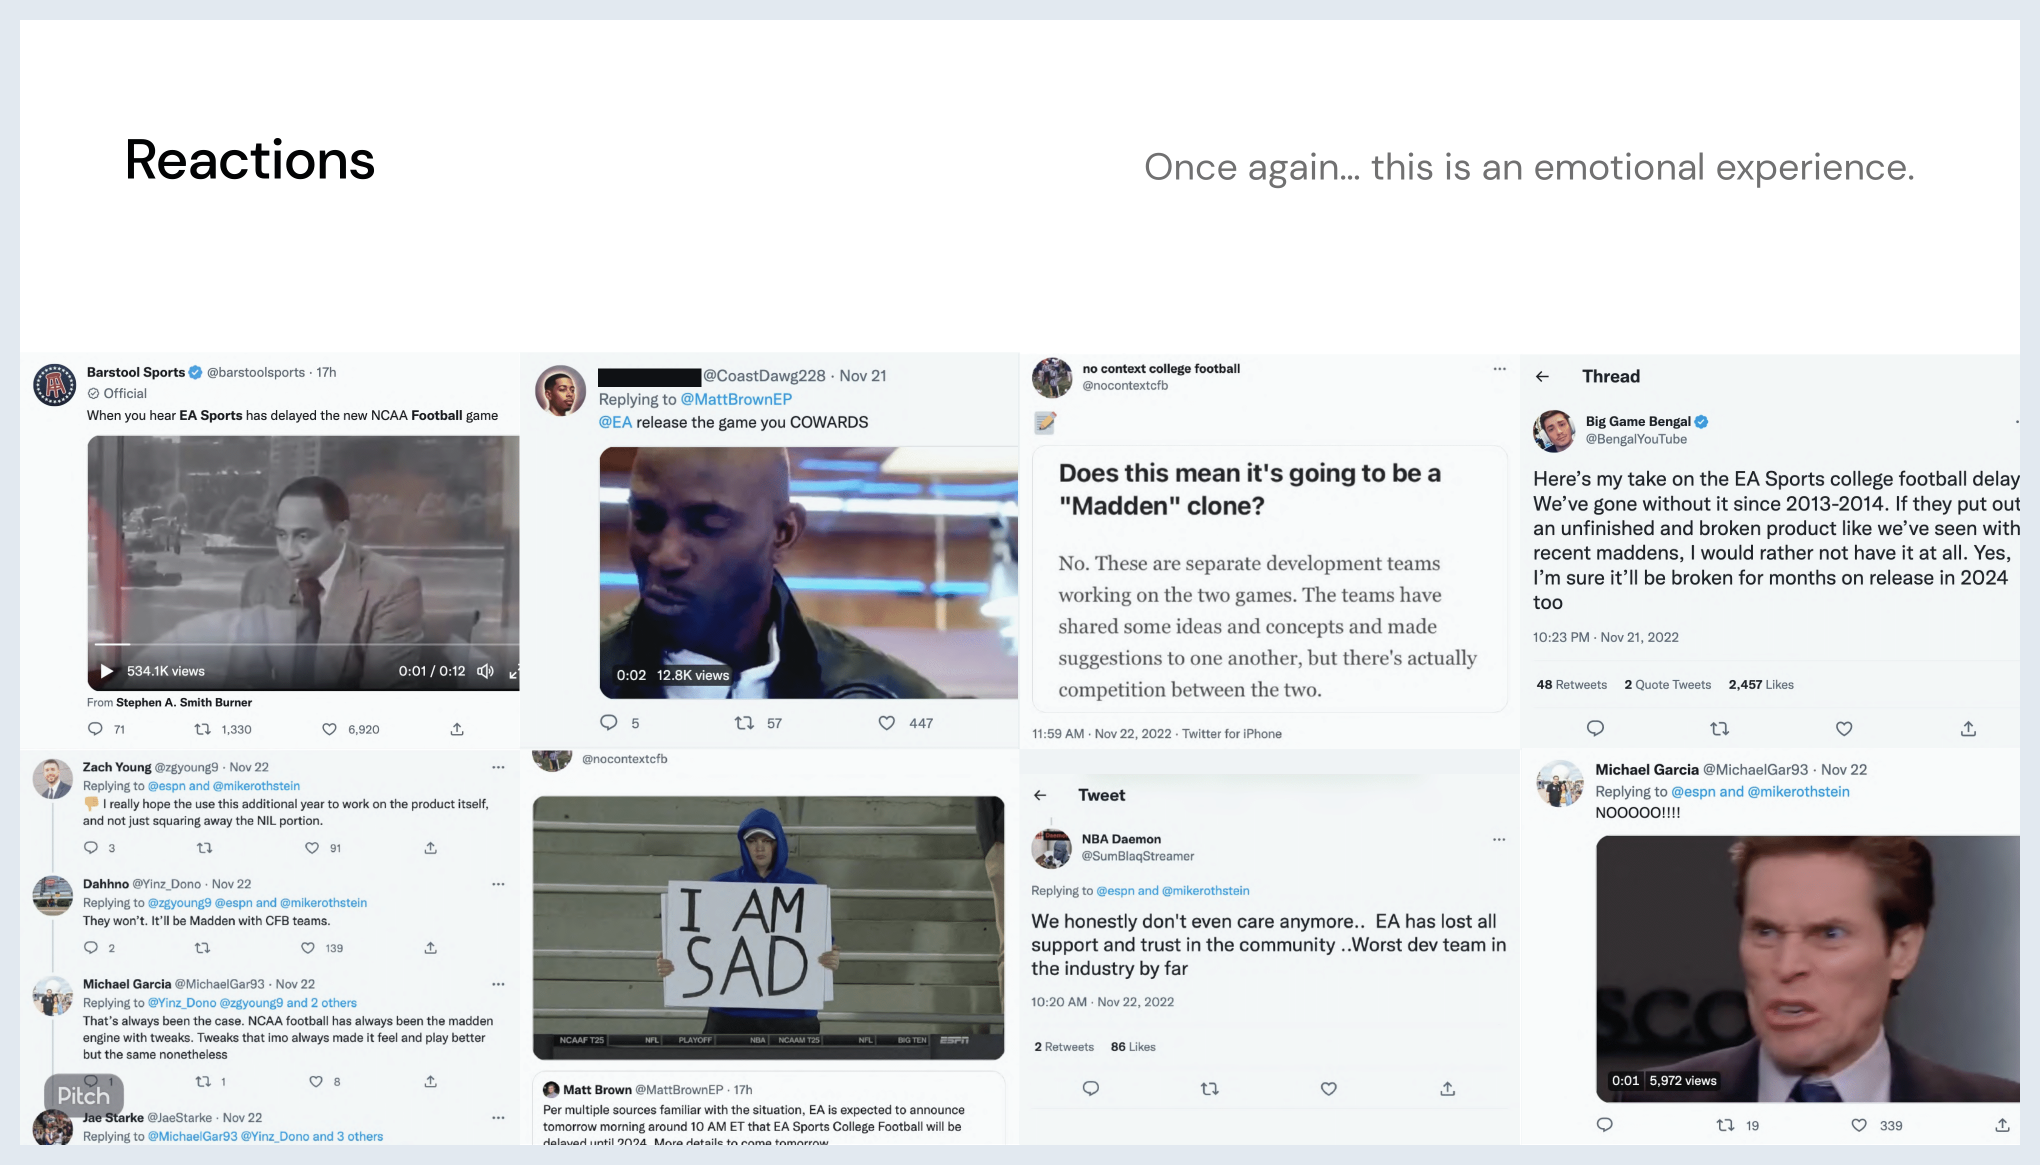 Reactions
Once again... this is an emotional experience.
Barstool Sports @barstoolsports · 17h
Official
When you hear EA Sports has delayed the new NCAA Football game
534.1K views
0:01 / 0:12
From Stephen A. Smith Burner
71 1,330 6,920
@CoastDawg228 · Nov 21
Replying to @MattBrownEP
@EA release the game you COWARDS
0:02 12.8K views
5 57 447
no context college football
@nocontextcfb
Does this mean it's going to be a
"Madden" clone?
No. These are separate development teams
working on the two games. The teams have
shared some ideas and concepts and made
suggestions to one another, but there's actually
competition between the two.
11:59 AM · Nov 22, 2022 · Twitter for iPhone
Thread
Big Game Bengal
@BengalYouTube
Here's my take on the EA Sports college football delay
We've gone without it since 2013-2014. If they put out
an unfinished and broken product like we've seen with
recent maddens, I would rather not have it at all. Yes,
I'm sure it'll be broken for months on release in 2024
too
10:23 PM · Nov 21, 2022
48 Retweets 2 Quote Tweets 2,457 Likes
Zach Young @zgyoung9 · Nov 22
Replying to @espn and @mikerothstein
I really hope the use this additional year to work on the product itself,
and not just squaring away the NIL portion.
3 91
Dahhno @Yinz_Dono · Nov 22
Replying to @zgyoung9 @espn and @mikerothstein
They won't. It'll be Madden with CFB teams.
2 139
Michael Garcia @MichaelGar93 · Nov 22
Replying to @Yinz_Dono @zgyoung9 and 2 others
That's always been the case. NCAA football has always been the madden
engine with tweaks. Tweaks that imo always made it feel and play better
but the same nonetheless
1 1 8
Pitch
Jae Starke @JaeStarke · Nov 22
Replying to @MichaelGar93 @Yinz_Dono and 3 others
@nocontextcfb
I AM
SAD
NCAAF T25 NFL PLAYOFF NBA NCAAM T25 NFL BIG TEN ESPN
Matt Brown @MattBrownEP · 17h
Per multiple sources familiar with the situation, EA is expected to announce
tomorrow morning around 10 AM ET that EA Sports College Football will be
delayed until 2024. More details to come tomorrow
Tweet
NBA Daemon
@SumBlaqStreamer
Replying to @espn and @mikerothstein
We honestly don't even care anymore.. EA has lost all
support and trust in the community ..Worst dev team in
the industry by far
10:20 AM · Nov 22, 2022
2 Retweets 86 Likes
Michael Garcia @MichaelGar93 · Nov 22
Replying to @espn and @mikerothstein
NOOOOO!!!!
SCO
0:01 5,972 views
19 339